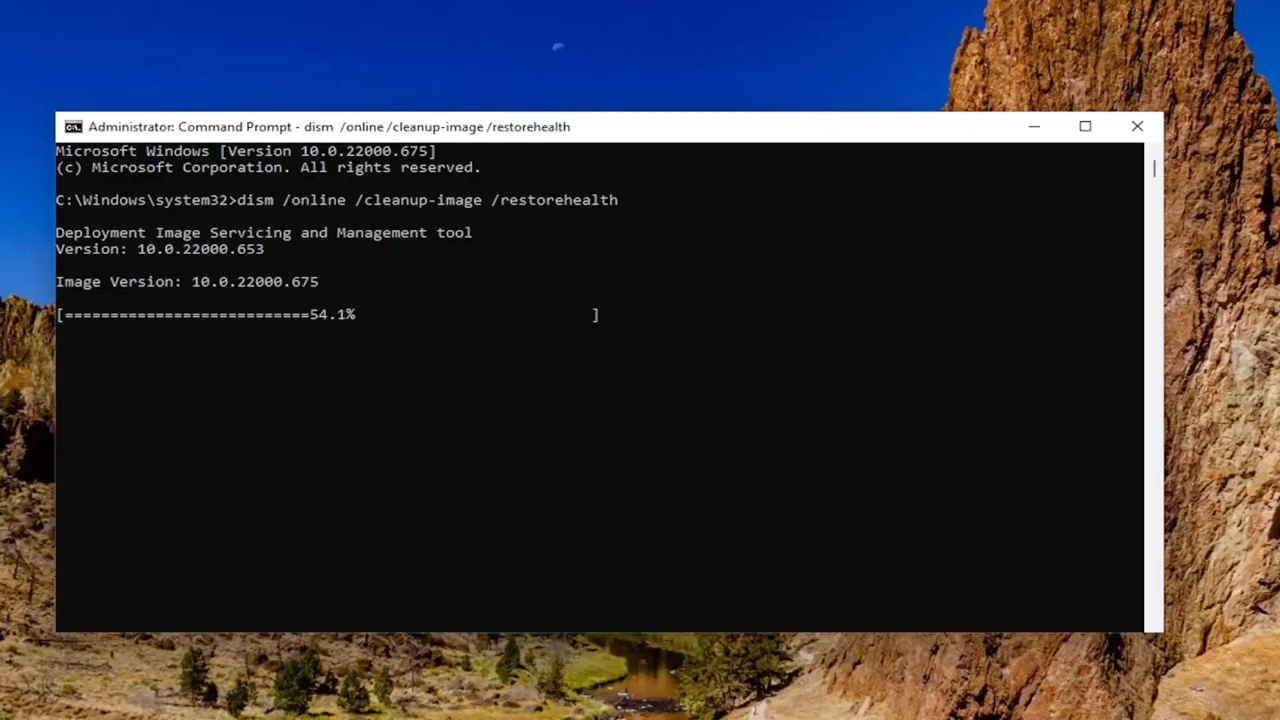 Administrator: Command Prompt - dism  /online /cleanup-image /restorehealth
Microsoft Windows [Version 10.0.22000.675]
(c) Microsoft Corporation. All rights reserved.
C:\Windows\system32>dism /online /cleanup-image /restorehealth
Deployment Image Servicing and Management tool
Version: 10.0.22000.653
Image Version: 10.0.22000.675
[===========================54.1%                          ]